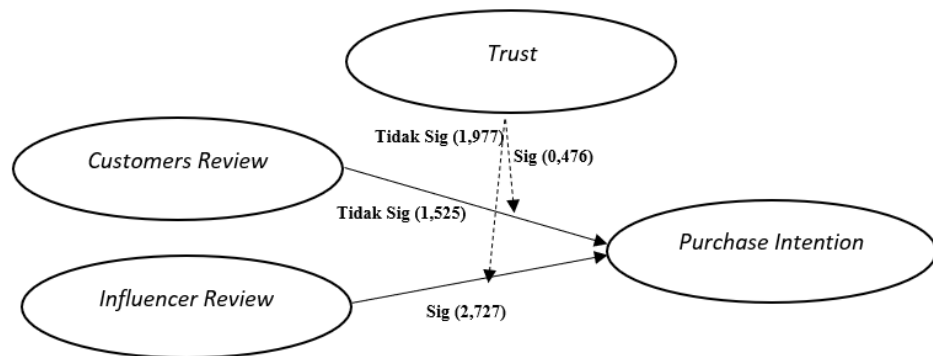 Trust
Tidak Sig (1,977)
Sig (0,476)
Customers Review
Tidak Sig (1,525)
Purchase Intention
Influencer Review
Sig (2,727)